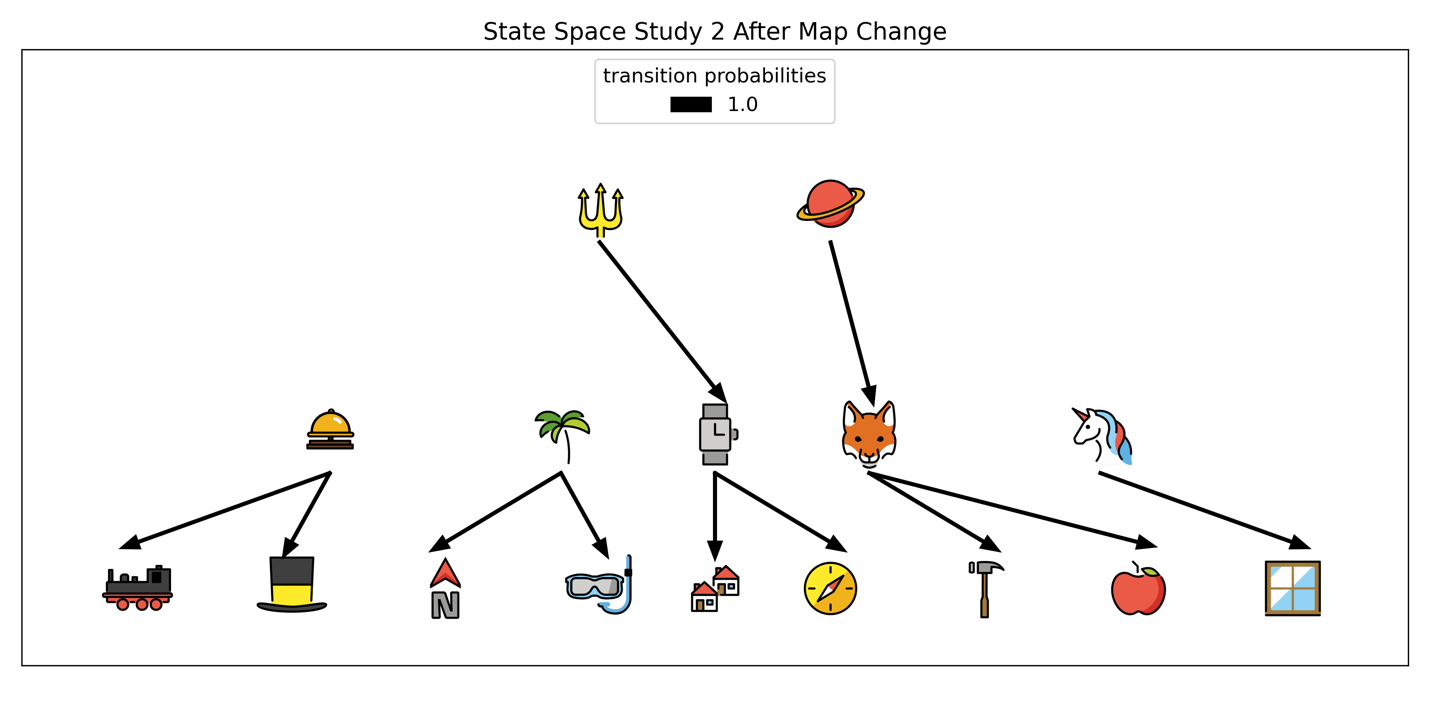 State Space Study 2 After Map Change
transition probabilities
1.0
N